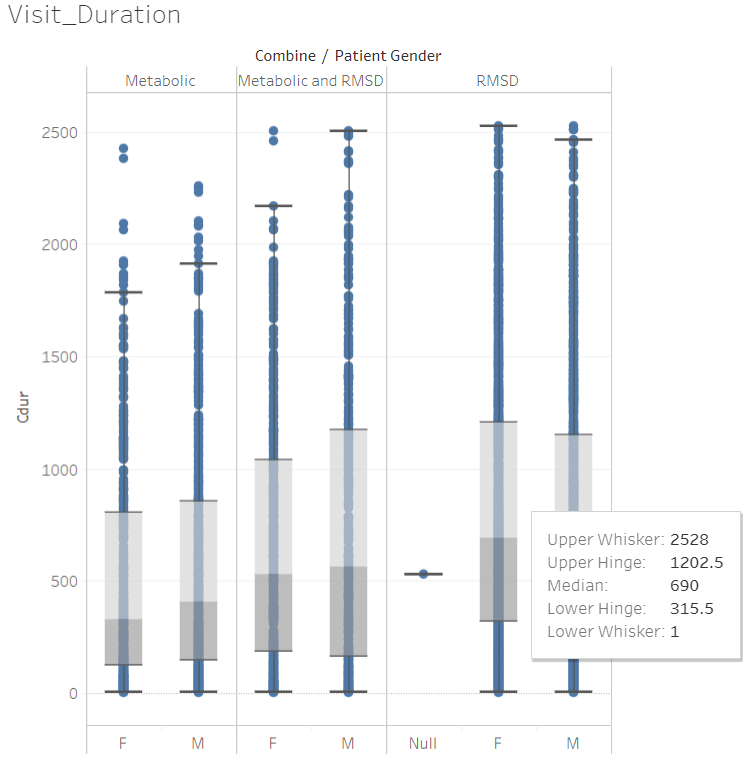 Visit_Duration
Combine / Patient Gender
Metabolic
Metabolic and RMSD
RMSD
2500
2000
1500
1000
500
0
Cdur
Upper Whisker: 2528
Upper Hinge: 1202.5
Median: 690
Lower Hinge: 315.5
Lower Whisker: 1
F
M
F
M
Null
F
M